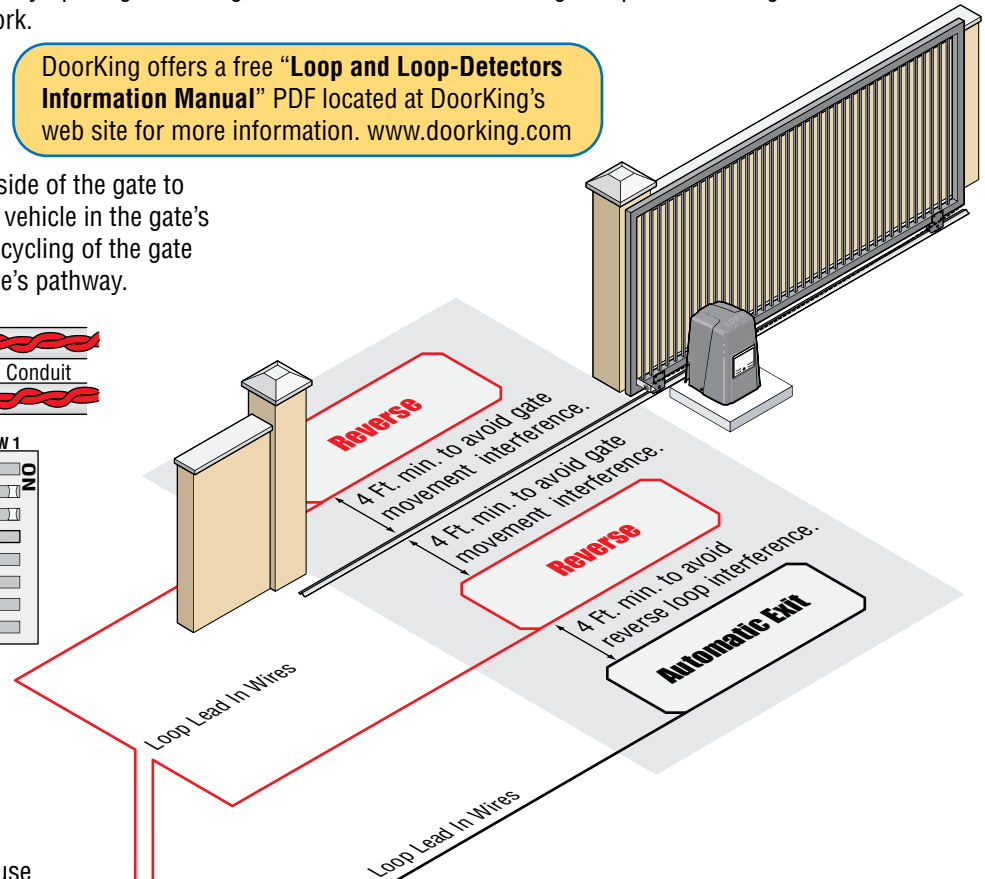 ork.
DoorKing offers a free “Loop and Loop-Detectors
Information Manual” PDF located at DoorKing’s
web site for more information. www.doorking.com
side of the gate to
vehicle in the gate’s
cycling of the gate
e’s pathway.
Conduit
W 1
ON
Reverse
4 Ft. min. to avoid gate
movement interference.
4 Ft. min. to avoid gate
movement interference.
Reverse
4 Ft. min. to avoid
reverse loop interference.
Automatic Exit
Loop Lead In Wires
Loop Lead In Wires
use